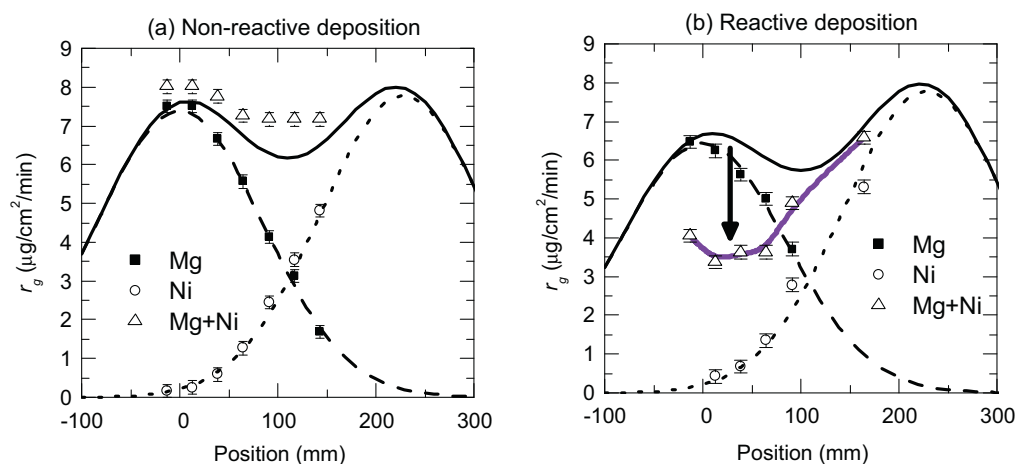 (a) Non-reactive deposition
9
8
7
6
5
4
3
2
1
0
-100 0 100 200 300
Position (mm)
r_g (µg/cm²/min)
Mg
Ni
Mg+Ni
(b) Reactive deposition
9
8
7
6
5
4
3
2
1
0
-100 0 100 200 300
Position (mm)
r_g (µg/cm²/min)
Mg
Ni
Mg+Ni